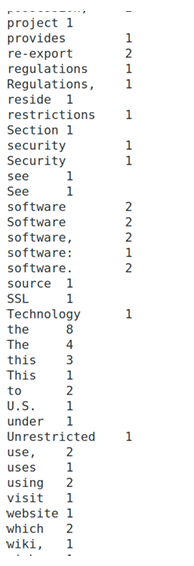 project 1
provides 1
re-export 2
regulations 1
Regulations, 1
reside 1
restrictions 1
Section 1
security 1
Security 1
see 1
See 1
software 2
Software 2
software, 2
software: 1
software. 2
source 1
SSL 1
Technology 1
the 8
The 4
this 3
This 1
to 2
U.S. 1
under 1
Unrestricted 1
use, 2
uses 1
using 2
visit 1
website 1
which 2
wiki, 1